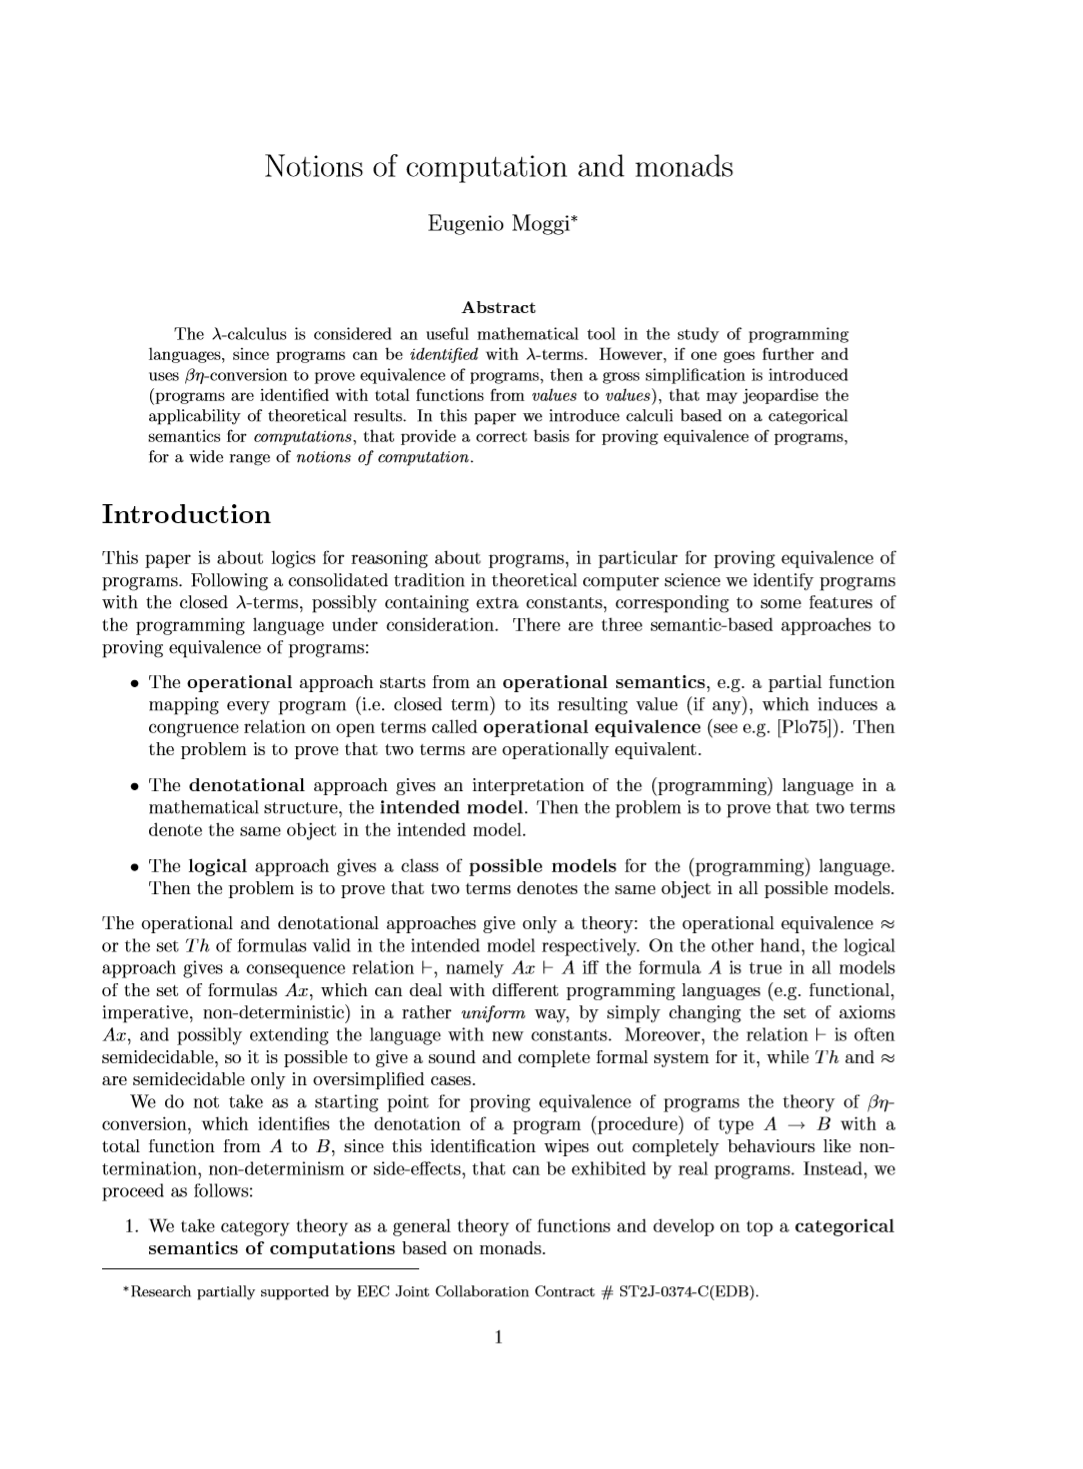 Notions of computation and monads
Eugenio Moggi*
Abstract
The λ-calculus is considered an useful mathematical tool in the study of programming
languages, since programs can be identified with λ-terms. However, if one goes further and
uses βη-conversion to prove equivalence of programs, then a gross simplification is introduced
(programs are identified with total functions from values to values), that may jeopardise the
applicability of theoretical results. In this paper we introduce calculi based on a categorical
semantics for computations, that provide a correct basis for proving equivalence of programs,
for a wide range of notions of computation.
Introduction
This paper is about logics for reasoning about programs, in particular for proving equivalence of
programs. Following a consolidated tradition in theoretical computer science we identify programs
with the closed λ-terms, possibly containing extra constants, corresponding to some features of
the programming language under consideration. There are three semantic-based approaches to
proving equivalence of programs:
• The operational approach starts from an operational semantics, e.g. a partial function
mapping every program (i.e. closed term) to its resulting value (if any), which induces a
congruence relation on open terms called operational equivalence (see e.g. [Plo75]). Then
the problem is to prove that two terms are operationally equivalent.
• The denotational approach gives an interpretation of the (programming) language in a
mathematical structure, the intended model. Then the problem is to prove that two terms
denote the same object in the intended model.
• The logical approach gives a class of possible models for the (programming) language.
Then the problem is to prove that two terms denotes the same object in all possible models.
The operational and denotational approaches give only a theory: the operational equivalence ≈
or the set Th of formulas valid in the intended model respectively. On the other hand, the logical
approach gives a consequence relation ⊢, namely Ax ⊢ A iff the formula A is true in all models
of the set of formulas Ax, which can deal with different programming languages (e.g. functional,
imperative, non-deterministic) in a rather uniform way, by simply changing the set of axioms
Ax, and possibly extending the language with new constants. Moreover, the relation ⊢ is often
semidecidable, so it is possible to give a sound and complete formal system for it, while Th and ≈
are semidecidable only in oversimplified cases.
We do not take as a starting point for proving equivalence of programs the theory of βη-
conversion, which identifies the denotation of a program (procedure) of type A → B with a
total function from A to B, since this identification wipes out completely behaviours like non-
termination, non-determinism or side-effects, that can be exhibited by real programs. Instead, we
proceed as follows:
1. We take category theory as a general theory of functions and develop on top a categorical
semantics of computations based on monads.
*Research partially supported by EEC Joint Collaboration Contract # ST2J-0374-C(EDB).
1